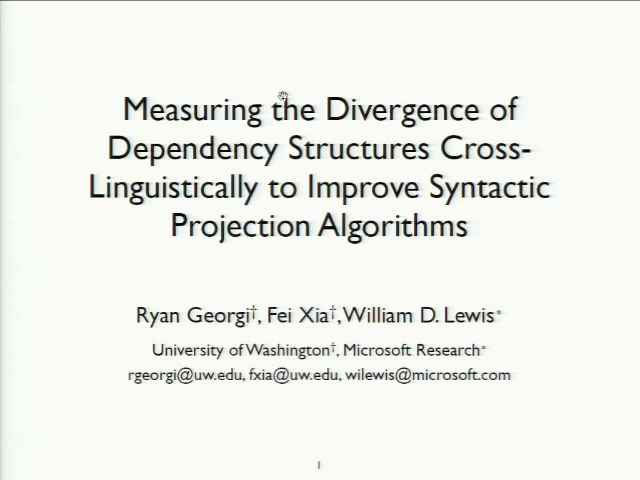 Measuring the Divergence of
Dependency Structures Cross-
Linguistically to Improve Syntactic
Projection Algorithms
Ryan Georgi†, Fei Xia†, William D. Lewis*
University of Washington†, Microsoft Research*
rgeorgi@uw.edu, fxia@uw.edu, wilewis@microsoft.com
1